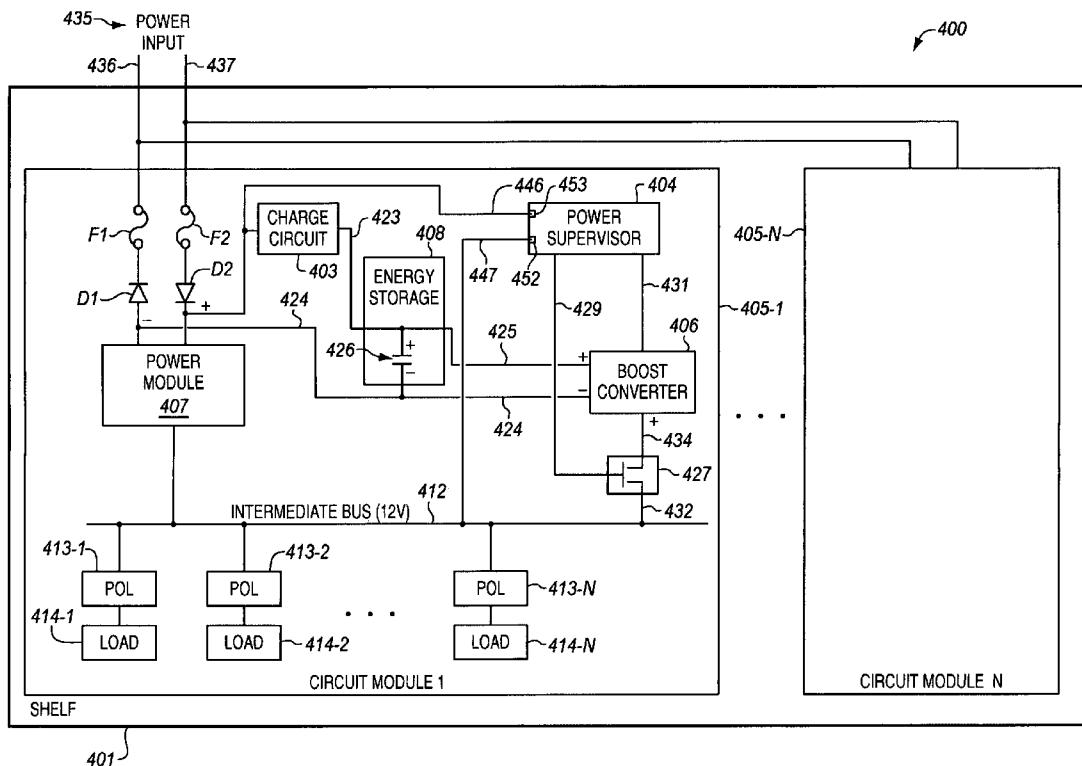 435 POWER INPUT
400
436 437
446 404 453
423
408
F1 F2
CHARGE CIRCUIT
403
POWER SUPERVISOR
405-N
447 452
D2
ENERGY STORAGE
D1
+
−
424
429
431
405-1
426
+
−
425
406
+
−
BOOST CONVERTER
POWER MODULE
407
424
+
434
. . .
427
INTERMEDIATE BUS (12V)
412
432
413-1
413-2
POL
POL
POL
413-N
414-1
. . .
LOAD
LOAD
414-2
LOAD
414-N
CIRCUIT MODULE 1
CIRCUIT MODULE N
SHELF
401